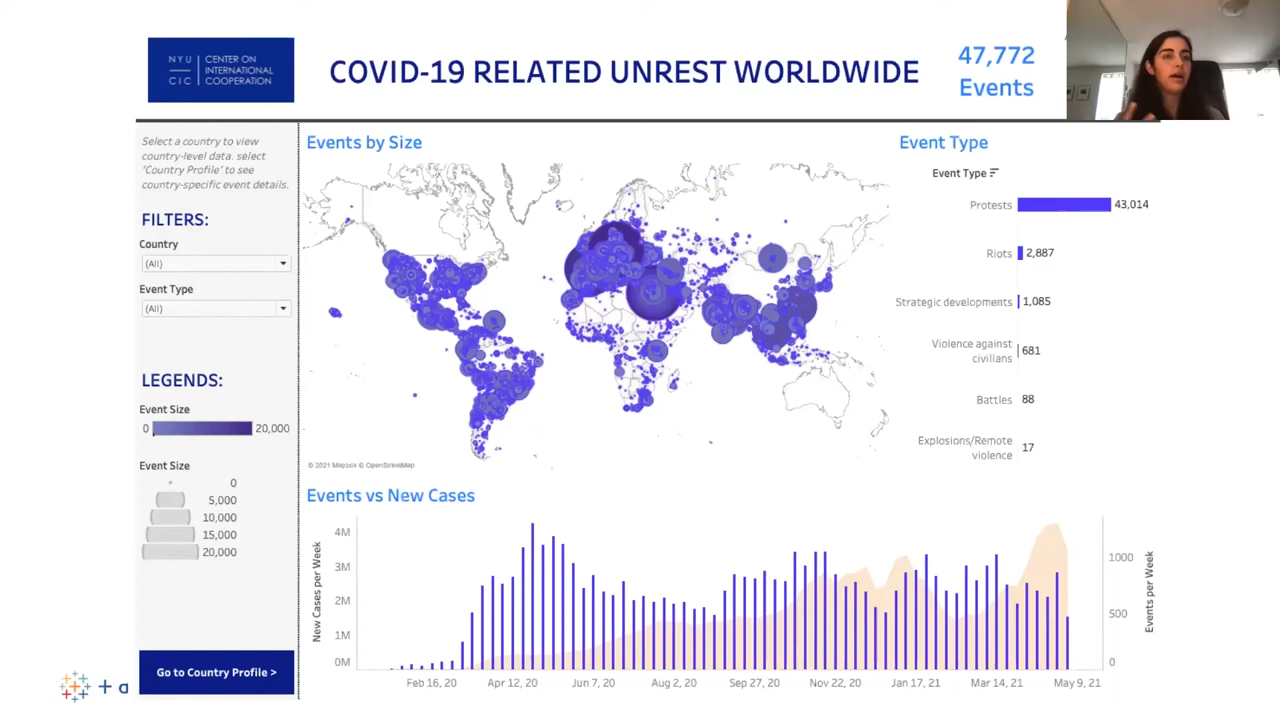 NYU
CIC
CENTER ON
INTERNATIONAL
COOPERATION
COVID-19 RELATED UNREST WORLDWIDE
47,772
Events
Select a country to view
country-level data. select
'Country Profile' to see
country-specific event details.
FILTERS:
Country
(All)
Event Type
(All)
LEGENDS:
Event Size
0
20,000
Event Size
0
5,000
10,000
15,000
20,000
Go to Country Profile >
+ a
Events by Size
© 2021 Mapbox © OpenStreetMap
Event Type
Event Type
Protests 43,014
Riots 2,887
Strategic developments 1,085
Violence against
civilians 681
Battles 88
Explosions/Remote
violence 17
Events vs New Cases
New Cases per Week
4M
3M
2M
1M
0M
1000
500
0
Events per Week
Feb 16, 20
Apr 12, 20
Jun 7, 20
Aug 2, 20
Sep 27, 20
Nov 22, 20
Jan 17, 21
Mar 14, 21
May 9, 21